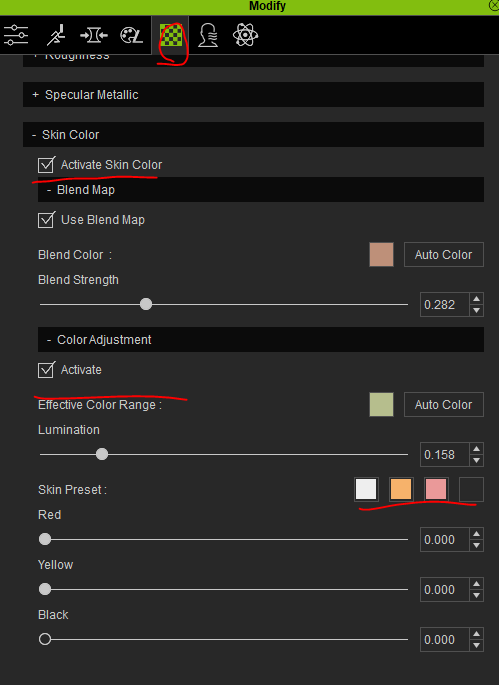 Modify
+ Roughness
+ Specular Metallic
- Skin Color
Activate Skin Color
- Blend Map
Use Blend Map
Blend Color : Auto Color
Blend Strength
0.282
- Color Adjustment
Activate
Effective Color Range : Auto Color
Lumination
0.158
Skin Preset :
Red
0.000
Yellow
0.000
Black
0.000